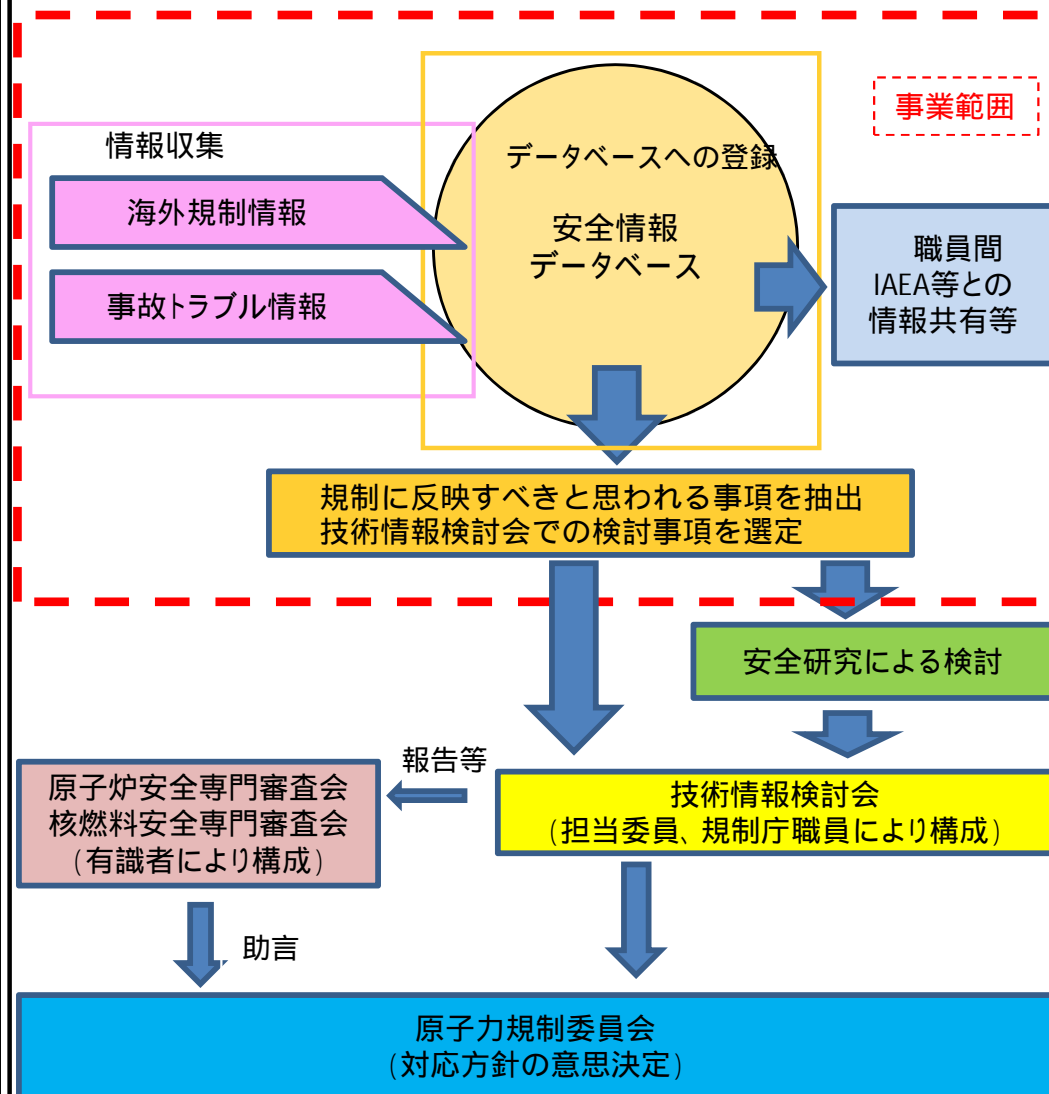 事業範囲
情報収集
海外規制情報
事故トラブル情報
データベースへの登録
安全情報
データベース
職員間
IAEA等との
情報共有等
規制に反映すべきと思われる事項を抽出
技術情報検討会での検討事項を選定
安全研究による検討
報告等
原子炉安全専門審査会
核燃料安全専門審査会
(有識者により構成)
技術情報検討会
(担当委員、規制庁職員により構成)
助言
原子力規制委員会
(対応方針の意思決定)